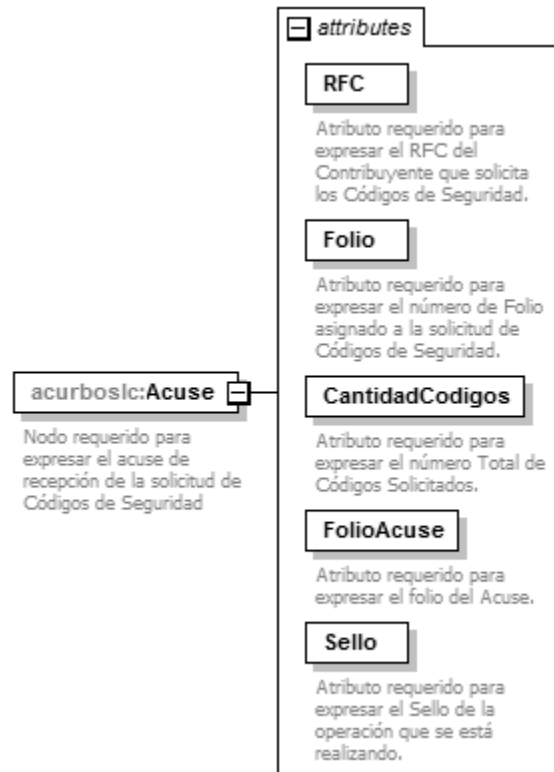 attributes
RFC
Atributo requerido para
expresar el RFC del
Contribuyente que solicita
los Códigos de Seguridad.
Folio
Atributo requerido para
expresar el número de Folio
asignado a la solicitud de
Códigos de Seguridad.
acurboslc:Acuse
Nodo requerido para
expresar el acuse de
recepción de la solicitud de
Códigos de Seguridad
CantidadCodigos
Atributo requerido para
expresar el número Total de
Códigos Solicitados.
FolioAcuse
Atributo requerido para
expresar el folio del Acuse.
Sello
Atributo requerido para
expresar el Sello de la
operación que se está
realizando.